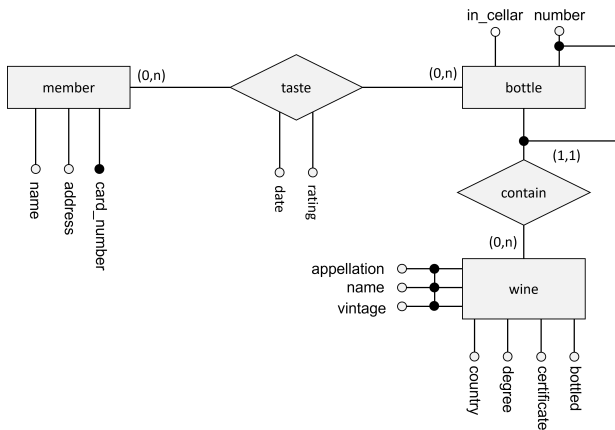 in_cellar number
member
(0,n)
taste
(0,n)
bottle
name
address
card_number
date
rating
(1,1)
contain
(0,n)
appellation
name
vintage
wine
country
degree
certificate
bottled